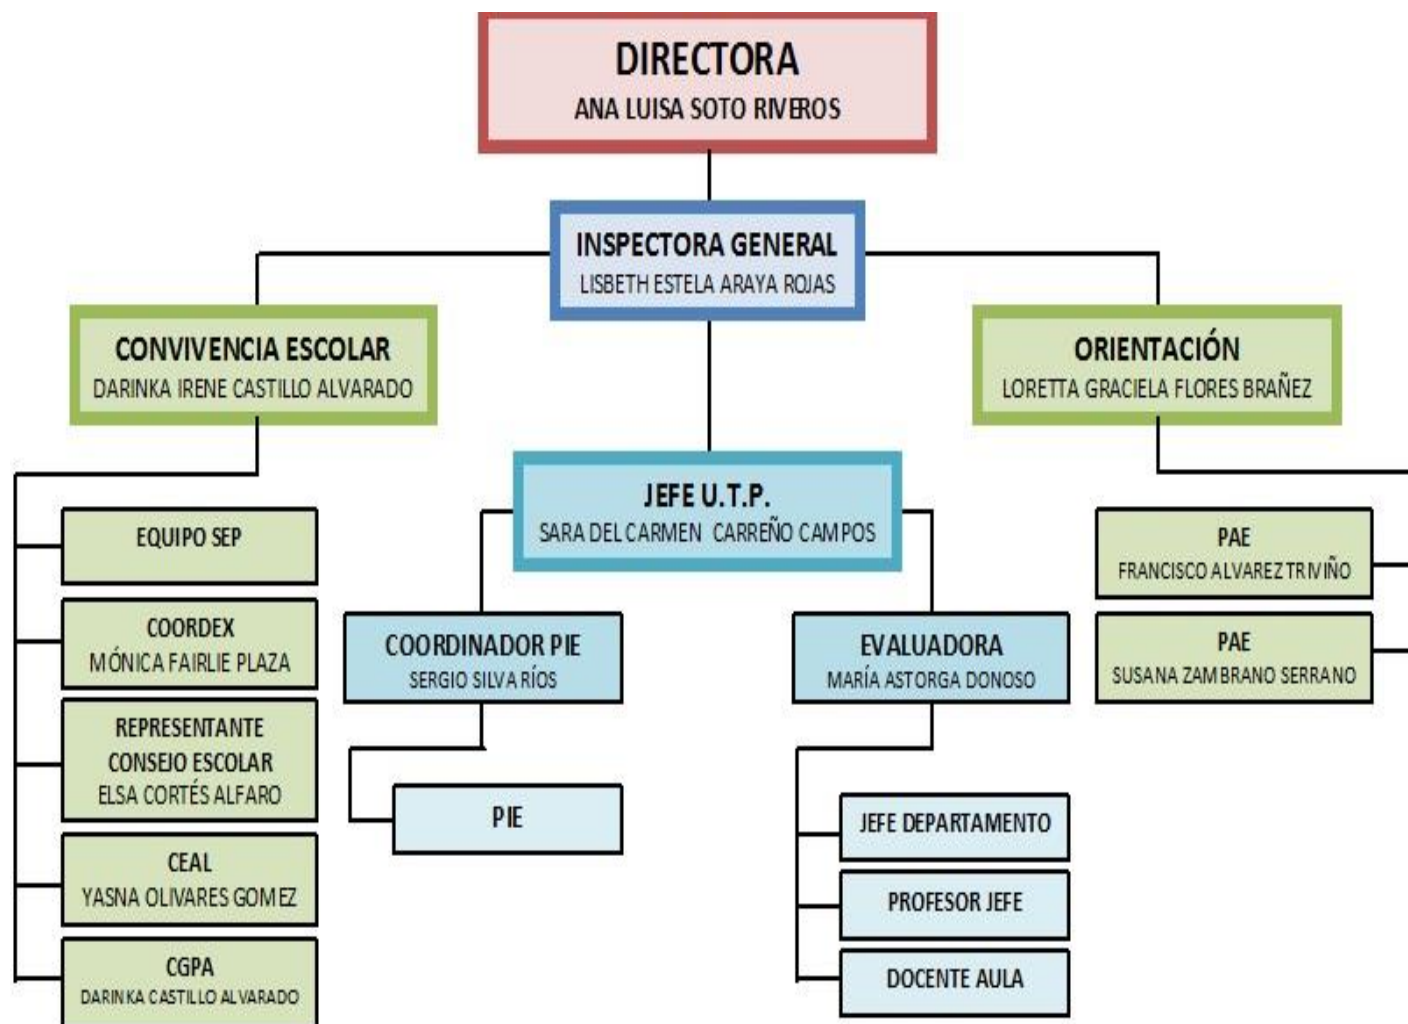 DIRECTORA
ANA LUISA SOTO RIVEROS
INSPECTORA GENERAL
LISBETH ESTELA ARAYA ROJAS
CONVIVENCIA ESCOLAR
DARINKA IRENE CASTILLO ALVARADO
ORIENTACIÓN
LORETTA GRACIELA FLORES BRAÑEZ
JEFE U.T.P.
SARA DEL CARMEN CARREÑO CAMPOS
EQUIPO SEP
COORDEX
MÓNICA FAIRLIE PLAZA
REPRESENTANTE
CONSEJO ESCOLAR
ELSA CORTÉS ALFARO
CEAL
YASNA OLIVARES GOMEZ
CGPA
DARINKA CASTILLO ALVARADO
COORDINADOR PIE
SERGIO SILVA RÍOS
PIE
EVALUADORA
MARÍA ASTORGA DONOSO
JEFE DEPARTAMENTO
PROFESOR JEFE
DOCENTE AULA
PAE
FRANCISCO ALVAREZ TRIVIÑO
PAE
SUSANA ZAMBRANO SERRANO